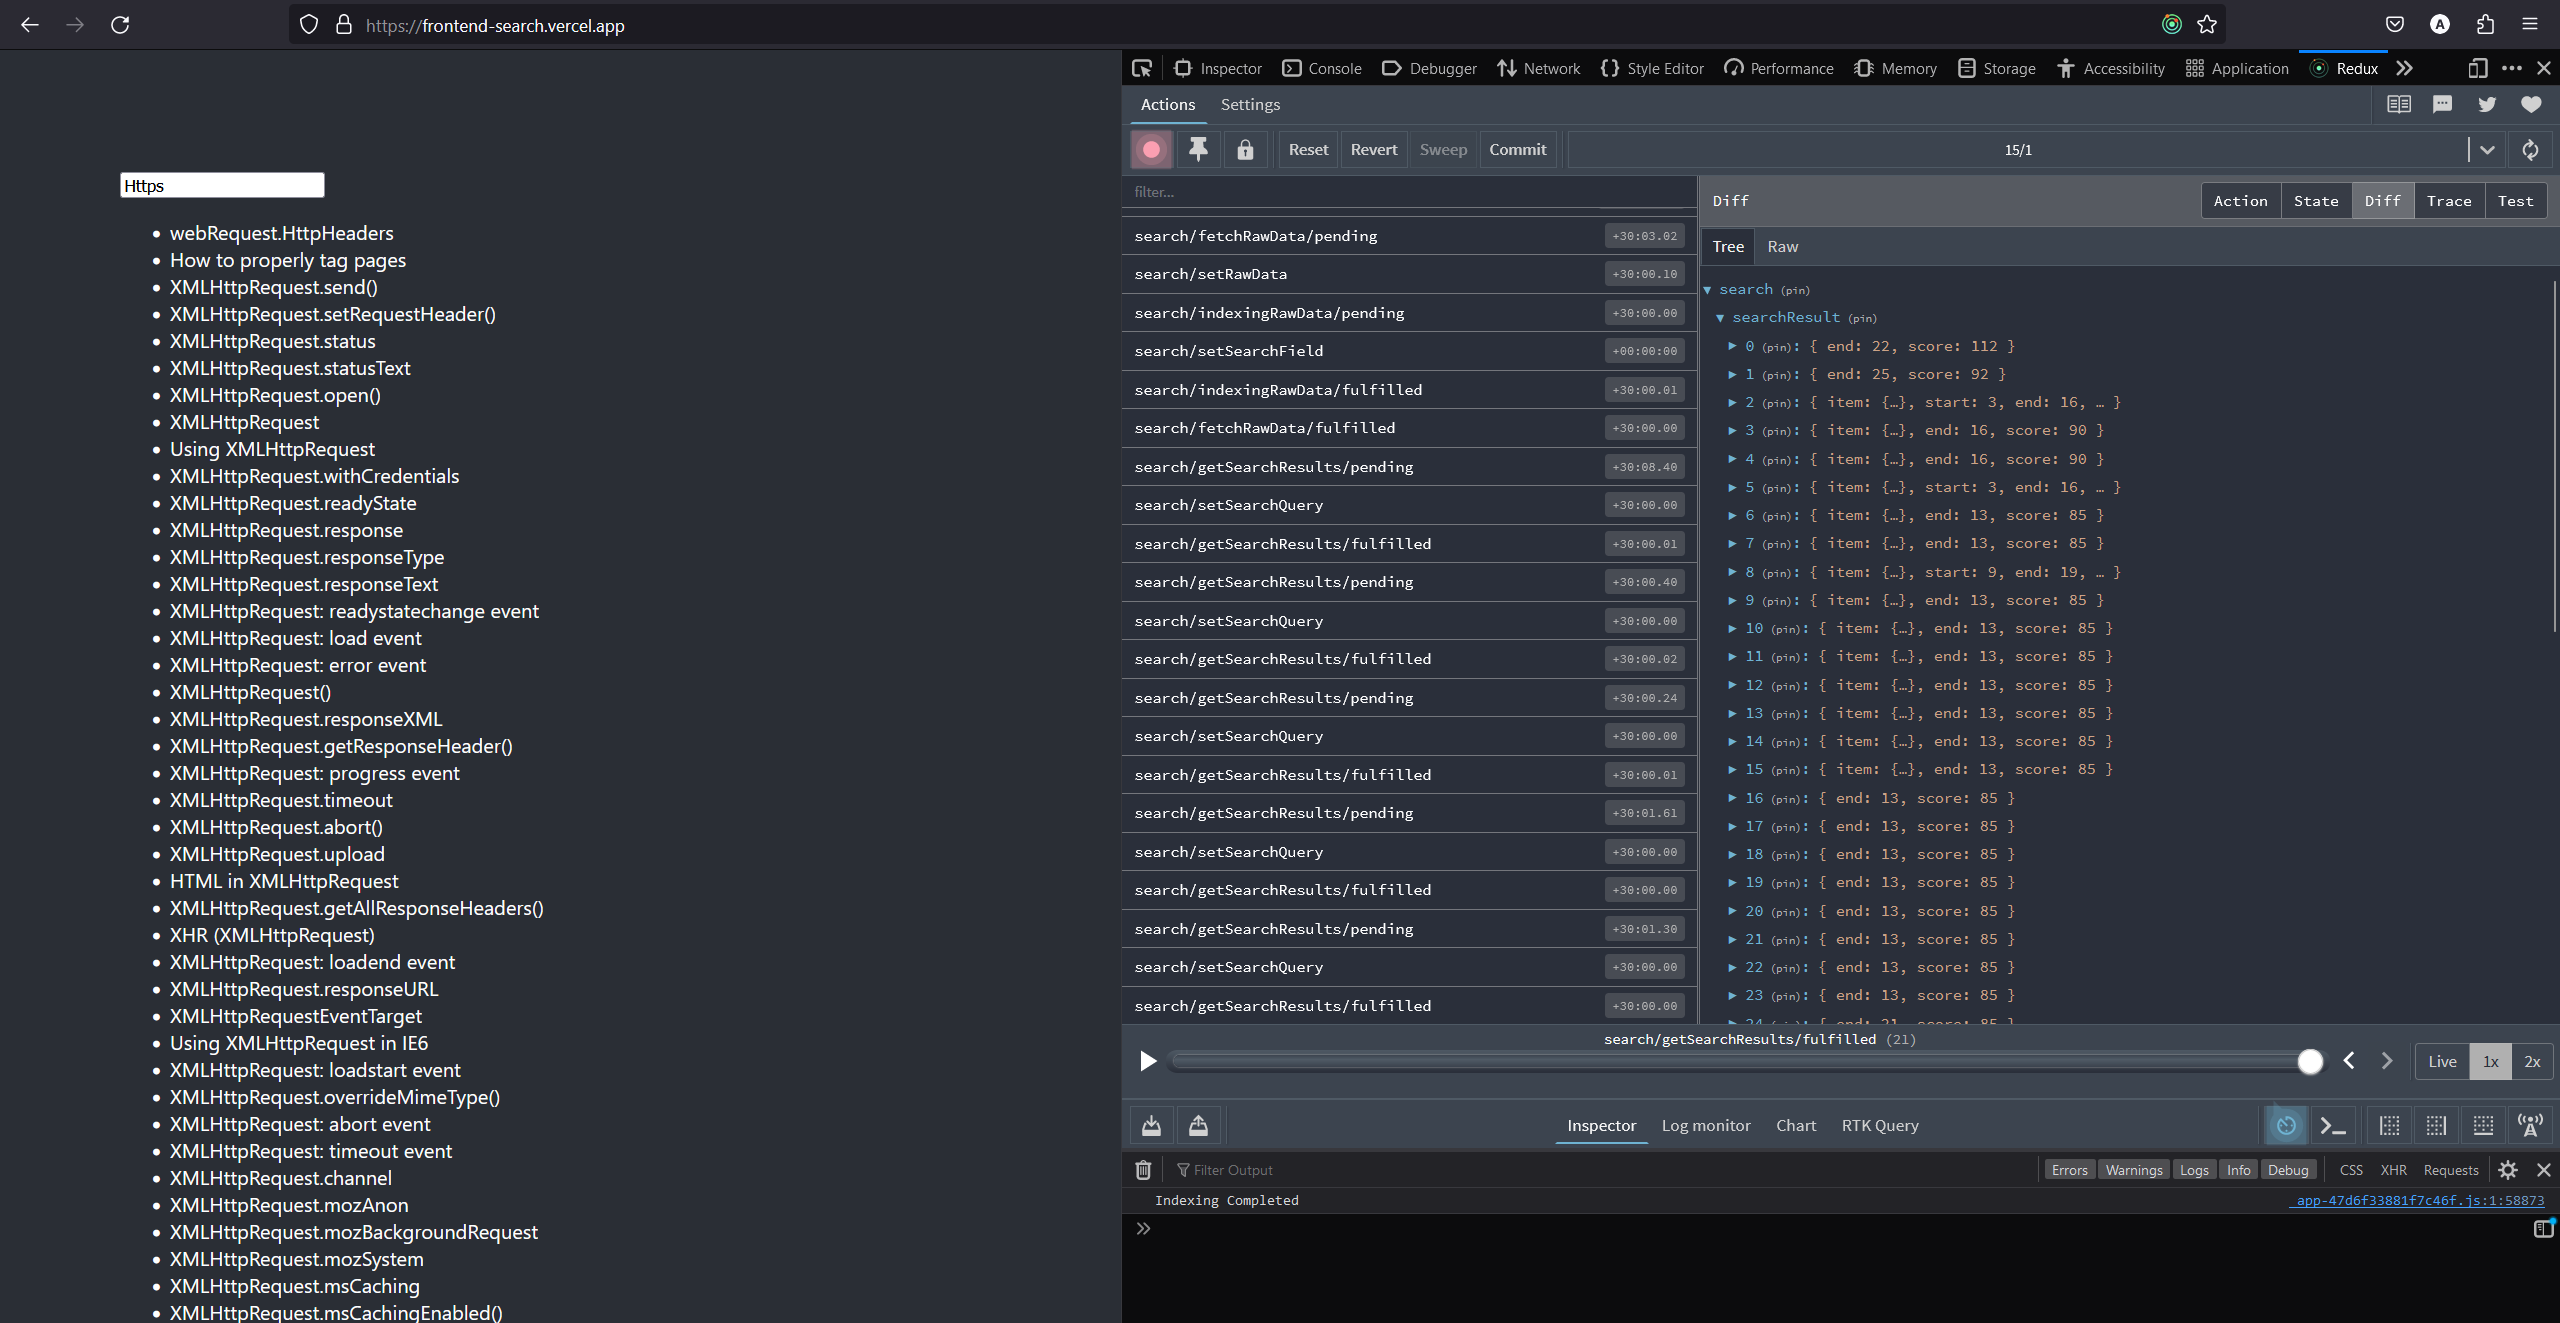 https://frontend-search.vercel.app
A
Inspector Console Debugger Network Style Editor Performance Memory Storage Accessibility Application Redux
Actions Settings
Reset Revert Sweep Commit 15/1
Https
webRequest.HttpHeaders
How to properly tag pages
XMLHttpRequest.send()
XMLHttpRequest.setRequestHeader()
XMLHttpRequest.status
XMLHttpRequest.statusText
XMLHttpRequest.open()
XMLHttpRequest
Using XMLHttpRequest
XMLHttpRequest.withCredentials
XMLHttpRequest.readyState
XMLHttpRequest.response
XMLHttpRequest.responseType
XMLHttpRequest.responseText
XMLHttpRequest: readystatechange event
XMLHttpRequest: load event
XMLHttpRequest: error event
XMLHttpRequest()
XMLHttpRequest.responseXML
XMLHttpRequest.getResponseHeader()
XMLHttpRequest: progress event
XMLHttpRequest.timeout
XMLHttpRequest.abort()
XMLHttpRequest.upload
HTML in XMLHttpRequest
XMLHttpRequest.getAllResponseHeaders()
XHR (XMLHttpRequest)
XMLHttpRequest: loadend event
XMLHttpRequest.responseURL
XMLHttpRequestEventTarget
Using XMLHttpRequest in IE6
XMLHttpRequest: loadstart event
XMLHttpRequest.overrideMimeType()
XMLHttpRequest: abort event
XMLHttpRequest: timeout event
XMLHttpRequest.channel
XMLHttpRequest.mozAnon
XMLHttpRequest.mozBackgroundRequest
XMLHttpRequest.mozSystem
XMLHttpRequest.msCaching
XMLHttpRequest.msCachingEnabled()
filter...
search/fetchRawData/pending +30:03.02
search/setRawData +30:00.10
search/indexingRawData/pending +30:00.00
search/setSearchField +00:00:00
search/indexingRawData/fulfilled +30:00.01
search/fetchRawData/fulfilled +30:00.00
search/getSearchResults/pending +30:08.40
search/setSearchQuery +30:00.00
search/getSearchResults/fulfilled +30:00.01
search/getSearchResults/pending +30:00.40
search/setSearchQuery +30:00.00
search/getSearchResults/fulfilled +30:00.02
search/getSearchResults/pending +30:00.24
search/setSearchQuery +30:00.00
search/getSearchResults/fulfilled +30:00.01
search/getSearchResults/pending +30:01.61
search/setSearchQuery +30:00.00
search/getSearchResults/fulfilled +30:00.00
search/getSearchResults/pending +30:01.30
search/setSearchQuery +30:00.00
search/getSearchResults/fulfilled +30:00.00
Diff Action State Diff Trace Test
Tree Raw
search (pin)
searchResult (pin)
0 (pin): { end: 22, score: 112 }
1 (pin): { end: 25, score: 92 }
2 (pin): { item: {…}, start: 3, end: 16, … }
3 (pin): { item: {…}, end: 16, score: 90 }
4 (pin): { item: {…}, end: 16, score: 90 }
5 (pin): { item: {…}, start: 3, end: 16, … }
6 (pin): { item: {…}, end: 13, score: 85 }
7 (pin): { item: {…}, end: 13, score: 85 }
8 (pin): { item: {…}, start: 9, end: 19, … }
9 (pin): { item: {…}, end: 13, score: 85 }
10 (pin): { item: {…}, end: 13, score: 85 }
11 (pin): { item: {…}, end: 13, score: 85 }
12 (pin): { item: {…}, end: 13, score: 85 }
13 (pin): { item: {…}, end: 13, score: 85 }
14 (pin): { item: {…}, end: 13, score: 85 }
15 (pin): { item: {…}, end: 13, score: 85 }
16 (pin): { end: 13, score: 85 }
17 (pin): { end: 13, score: 85 }
18 (pin): { end: 13, score: 85 }
19 (pin): { end: 13, score: 85 }
20 (pin): { end: 13, score: 85 }
21 (pin): { end: 13, score: 85 }
22 (pin): { end: 13, score: 85 }
23 (pin): { end: 13, score: 85 }
24 (pin): { end: 21, score: 85 }
search/getSearchResults/fulfilled (21)
Live 1x 2x
Inspector Log monitor Chart RTK Query
Filter Output Errors Warnings Logs Info Debug CSS XHR Requests
Indexing Completed _app-47d6f33881f7c46f.js:1:58873